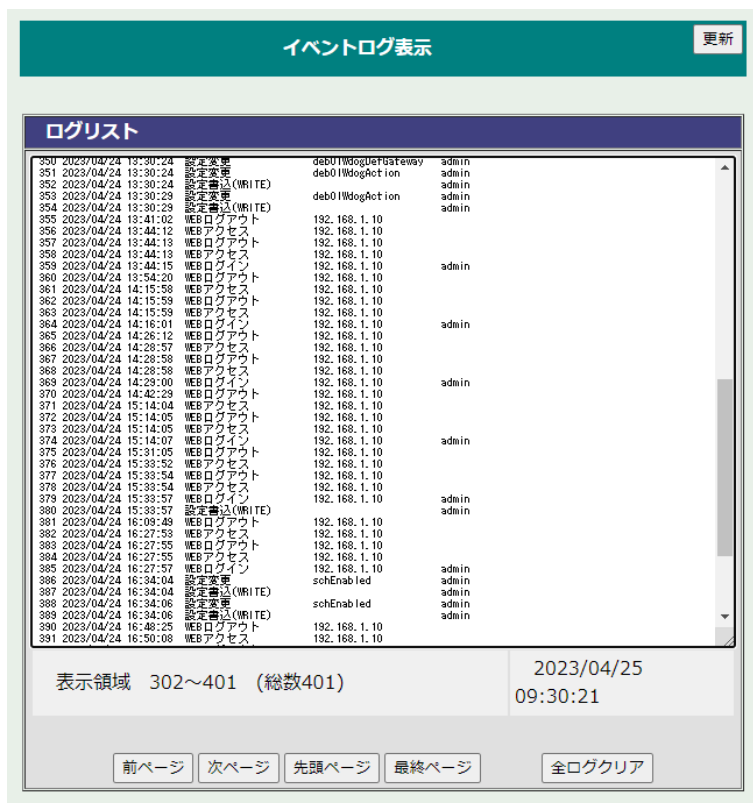 イベントログ表示
更新
ログリスト
350 2023/04/24 13:30:24 設定変更 deb01WdogDefGateway admin
351 2023/04/24 13:30:24 設定変更 deb01WdogAction admin
352 2023/04/24 13:30:24 設定書込(WRITE) admin
353 2023/04/24 13:30:29 設定変更 deb01WdogAction admin
354 2023/04/24 13:30:29 設定書込(WRITE) admin
355 2023/04/24 13:41:02 WEBログアウト 192.168.1.10
356 2023/04/24 13:44:12 WEBアクセス 192.168.1.10
357 2023/04/24 13:44:13 WEBログアウト 192.168.1.10
358 2023/04/24 13:44:13 WEBアクセス 192.168.1.10
359 2023/04/24 13:44:15 WEBログイン 192.168.1.10 admin
360 2023/04/24 13:54:20 WEBログアウト 192.168.1.10
361 2023/04/24 14:15:58 WEBアクセス 192.168.1.10
362 2023/04/24 14:15:59 WEBログアウト 192.168.1.10
363 2023/04/24 14:15:59 WEBアクセス 192.168.1.10
364 2023/04/24 14:16:01 WEBログイン 192.168.1.10 admin
365 2023/04/24 14:26:12 WEBログアウト 192.168.1.10
366 2023/04/24 14:28:57 WEBアクセス 192.168.1.10
367 2023/04/24 14:28:58 WEBログアウト 192.168.1.10
368 2023/04/24 14:28:58 WEBアクセス 192.168.1.10
369 2023/04/24 14:29:00 WEBログイン 192.168.1.10 admin
370 2023/04/24 14:42:29 WEBログアウト 192.168.1.10
371 2023/04/24 15:14:04 WEBアクセス 192.168.1.10
372 2023/04/24 15:14:05 WEBログアウト 192.168.1.10
373 2023/04/24 15:14:05 WEBアクセス 192.168.1.10
374 2023/04/24 15:14:07 WEBログイン 192.168.1.10 admin
375 2023/04/24 15:31:05 WEBログアウト 192.168.1.10
376 2023/04/24 15:33:52 WEBアクセス 192.168.1.10
377 2023/04/24 15:33:54 WEBログアウト 192.168.1.10
378 2023/04/24 15:33:54 WEBアクセス 192.168.1.10
379 2023/04/24 15:33:57 WEBログイン 192.168.1.10 admin
380 2023/04/24 15:33:57 設定書込(WRITE) admin
381 2023/04/24 16:09:49 WEBログアウト 192.168.1.10
382 2023/04/24 16:27:53 WEBアクセス 192.168.1.10
383 2023/04/24 16:27:55 WEBログアウト 192.168.1.10
384 2023/04/24 16:27:55 WEBアクセス 192.168.1.10
385 2023/04/24 16:27:57 WEBログイン 192.168.1.10 admin
386 2023/04/24 16:34:04 設定変更 schEnabled admin
387 2023/04/24 16:34:04 設定書込(WRITE) admin
388 2023/04/24 16:34:06 設定変更 schEnabled admin
389 2023/04/24 16:34:06 設定書込(WRITE) admin
390 2023/04/24 16:48:25 WEBログアウト 192.168.1.10
391 2023/04/24 16:50:08 WEBアクセス 192.168.1.10
表示領域 302～401 (総数401)
2023/04/25
09:30:21
前ページ 次ページ 先頭ページ 最終ページ 全ログクリア